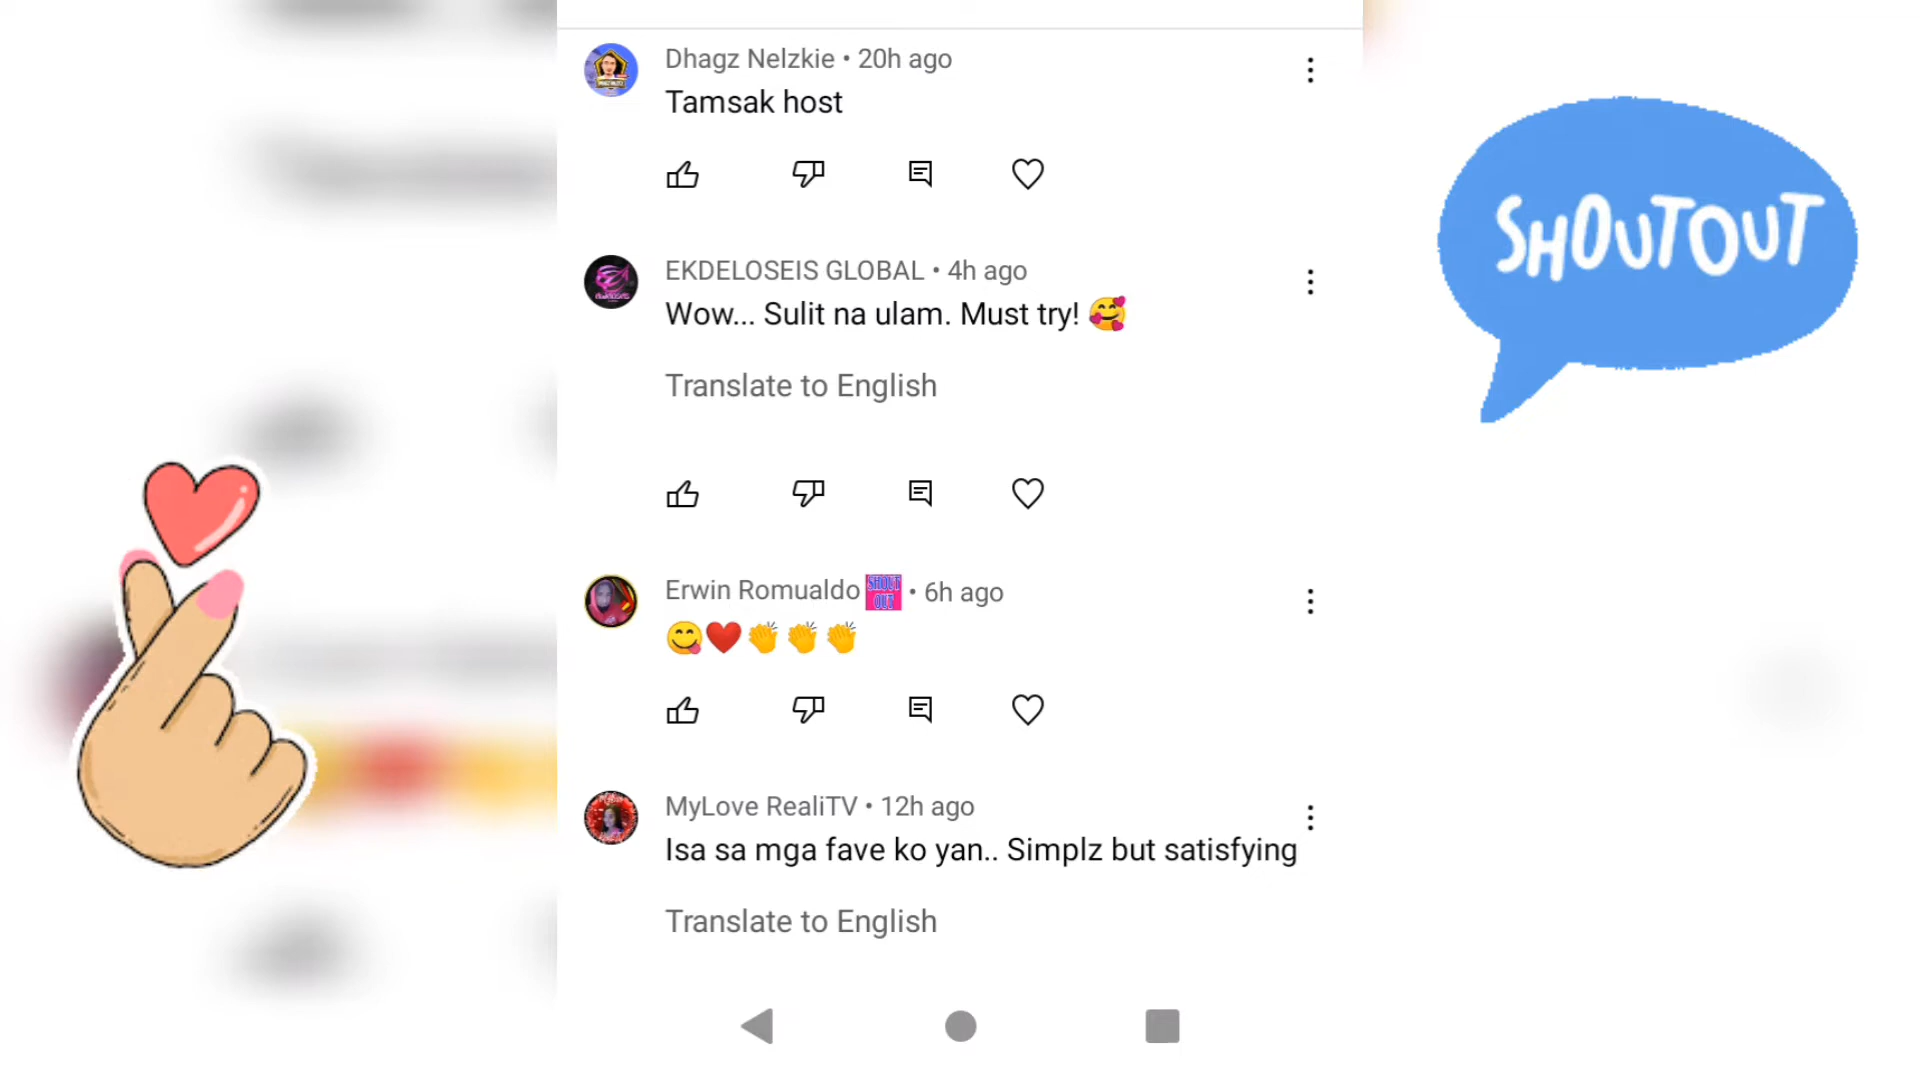 Dhagz Nelzkie • 20h ago
Tamsak host
SHOUTOUT
EKDELOSEIS GLOBAL • 4h ago
Wow... Sulit na ulam. Must try! 🥰
Translate to English
Erwin Romualdo SHOUT OUT • 6h ago
😋❤️👏👏👏
MyLove RealiTV • 12h ago
Isa sa mga fave ko yan.. Simplz but satisfying
Translate to English